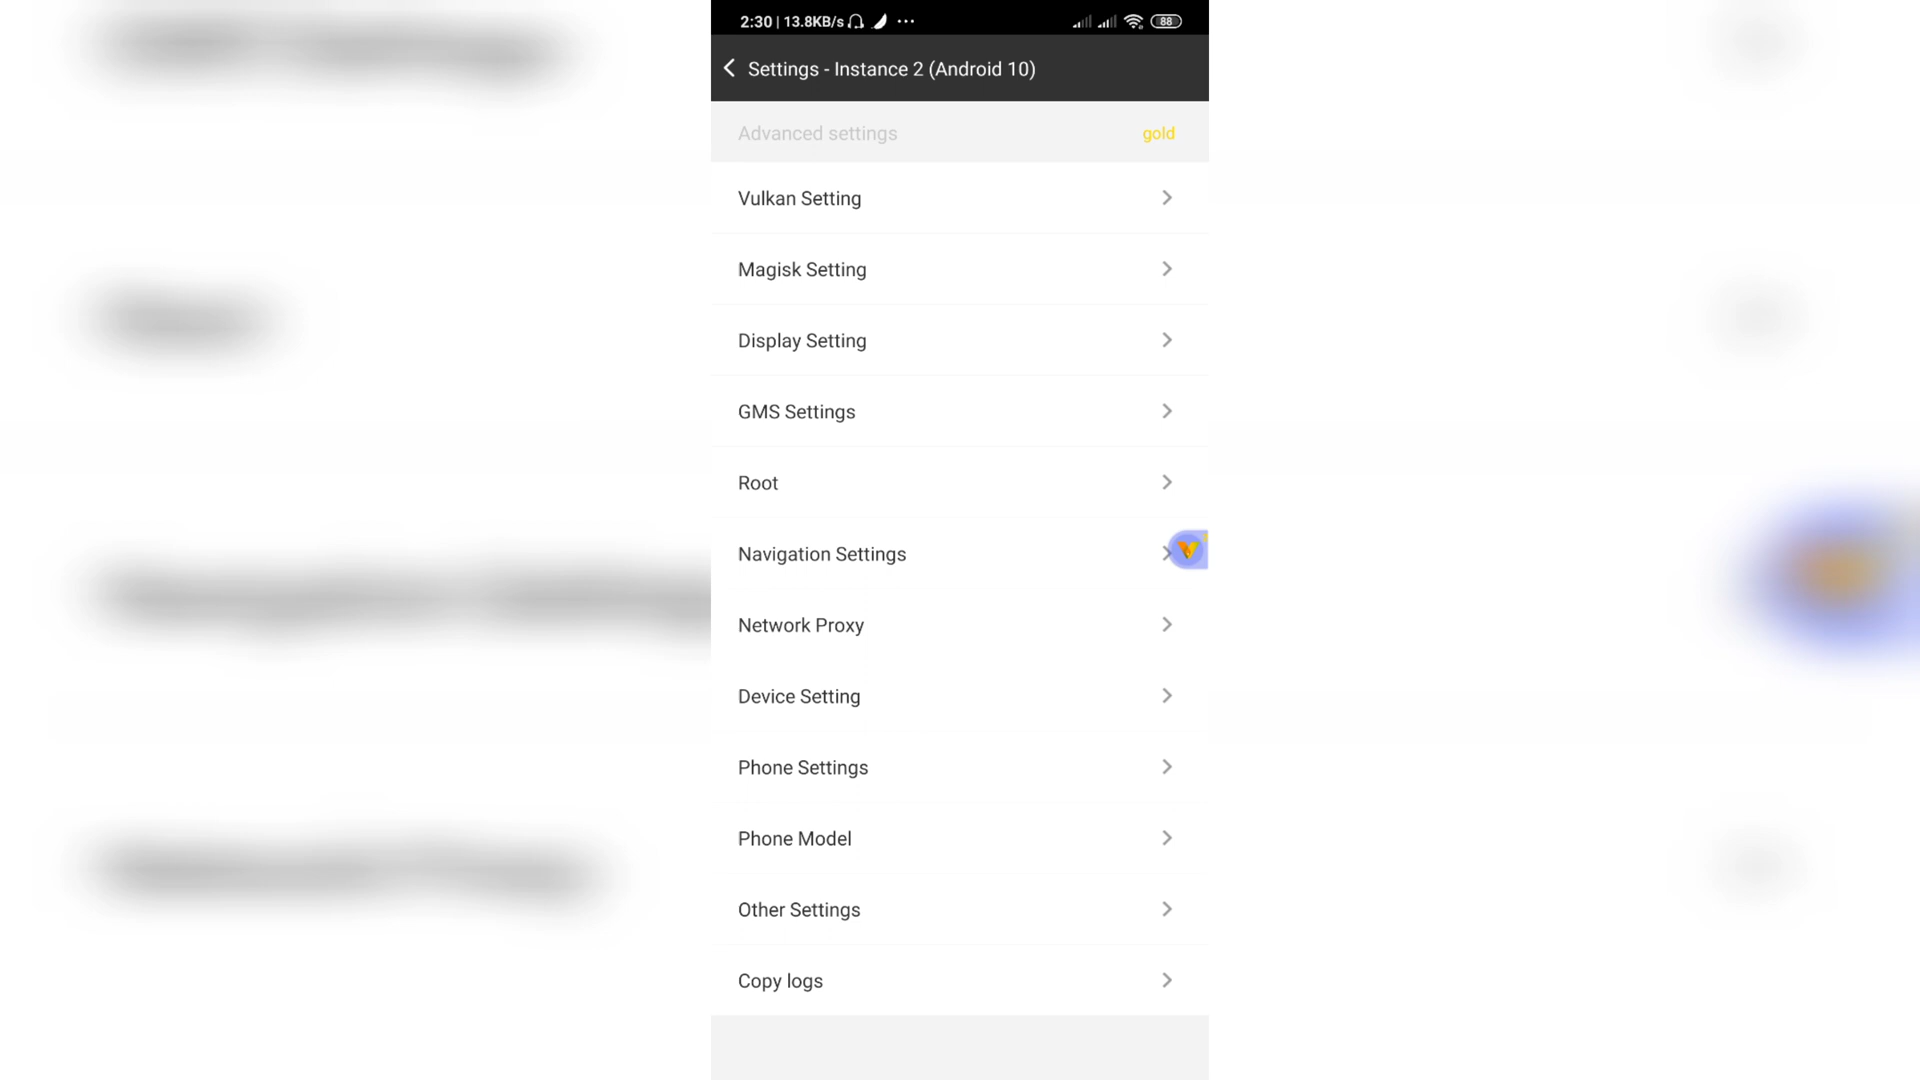 2:30 | 13.8KB/s ... 88
Settings - Instance 2 (Android 10)
Advanced settings gold
Vulkan Setting
Magisk Setting
Display Setting
GMS Settings
Root
Navigation Settings
Network Proxy
Device Setting
Phone Settings
Phone Model
Other Settings
Copy logs